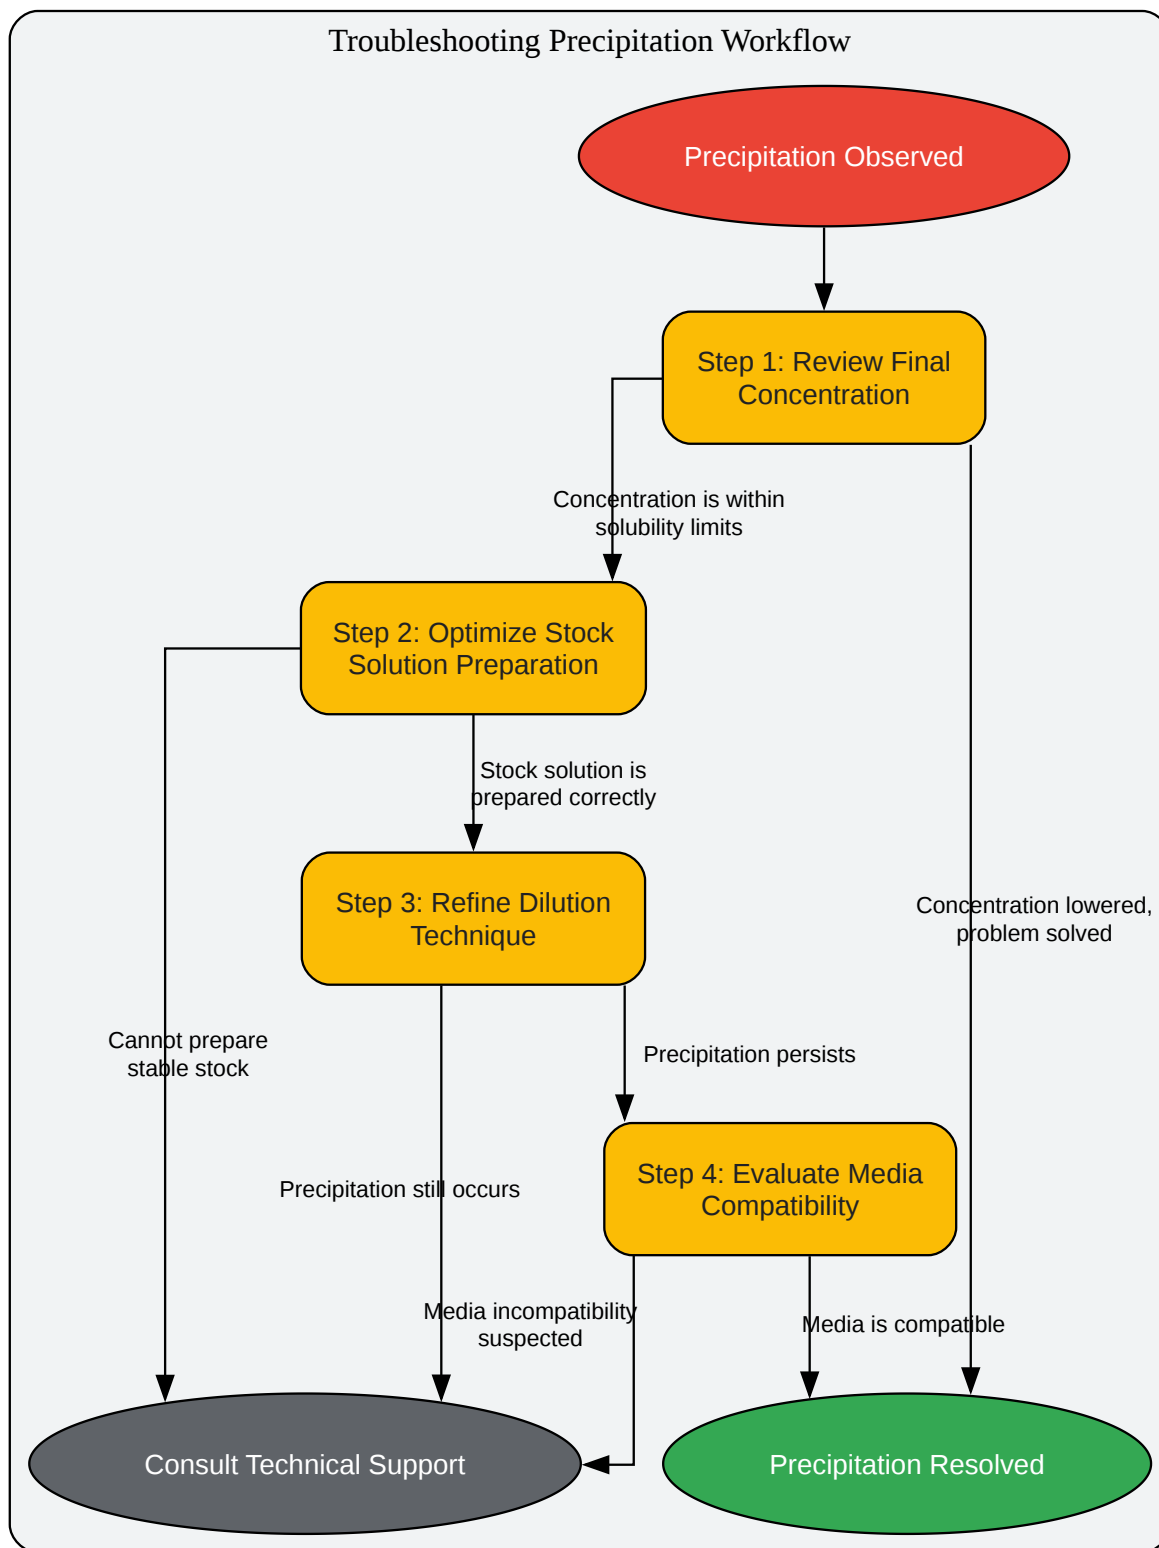 Troubleshooting Precipitation Workflow
Precipitation Observed
Step 1: Review Final
Concentration
Concentration is within
solubility limits
Step 2: Optimize Stock
Solution Preparation
Stock solution is
prepared correctly
Step 3: Refine Dilution
Technique
Concentration lowered,
problem solved
Cannot prepare
stable stock
Precipitation persists
Step 4: Evaluate Media
Compatibility
Precipitation still occurs
Media incompatibility
suspected
Media is compatible
Consult Technical Support
Precipitation Resolved